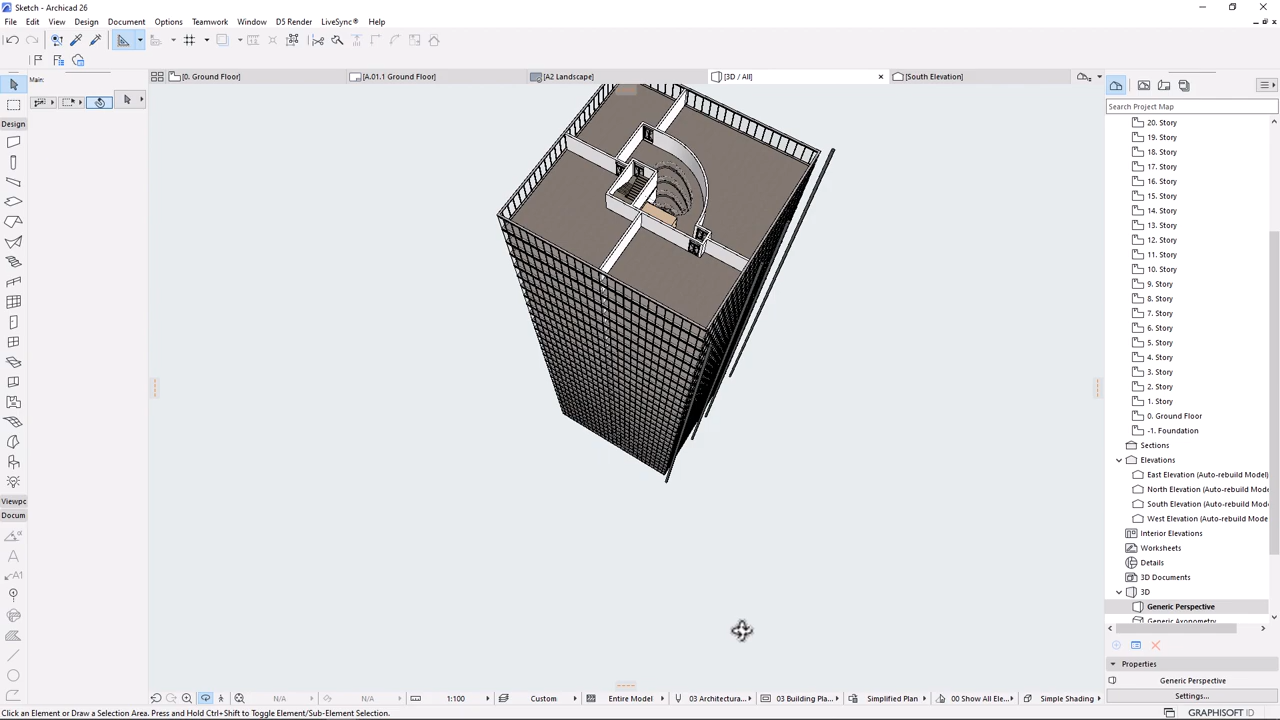 Sketch - Archicad 26
File Edit View Design Options Teamwork Window D5 Render LiveSync® Help
[0. Ground Floor] [A.01.1 Ground Floor] [A2 Landscape] [3D / All] [South Elevation]
Main:
Design
Viewpc
Docum
Search Project Map
20. Story
19. Story
18. Story
17. Story
16. Story
15. Story
14. Story
13. Story
12. Story
11. Story
10. Story
9. Story
8. Story
7. Story
6. Story
5. Story
4. Story
3. Story
2. Story
1. Story
0. Ground Floor
-1. Foundation
Sections
Elevations
East Elevation (Auto-rebuild Model)
North Elevation (Auto-rebuild Mode
South Elevation (Auto-rebuild Mode
West Elevation (Auto-rebuild Mode
Interior Elevations
Worksheets
Details
3D Documents
3D
Generic Perspective
Generic Axonometry
Properties
Generic Perspective
Settings...
N/A N/A 1:100 Custom Entire Model 03 Architectura... 03 Building Pla... Simplified Plan 00 Show All Ele... Simple Shading
Click an Element or Draw a Selection Area. Press and Hold Ctrl+Shift to Toggle Element/Sub-Element Selection.
GRAPHISOFT ID